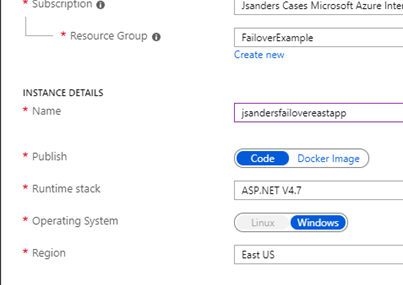 * Subscription
Jsanders Cases Microsoft Azure Inter
* Resource Group
FailoverExample
Create new
INSTANCE DETAILS
* Name
jsandersfailovereastapp
* Publish
Code Docker Image
* Runtime stack
ASP.NET V4.7
* Operating System
Linux Windows
* Region
East US